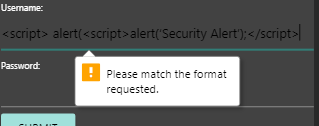 Username:
<script> alert(<script>alert('Security Alert');</script>
Please match the format
requested.
Password:
SUBMIT